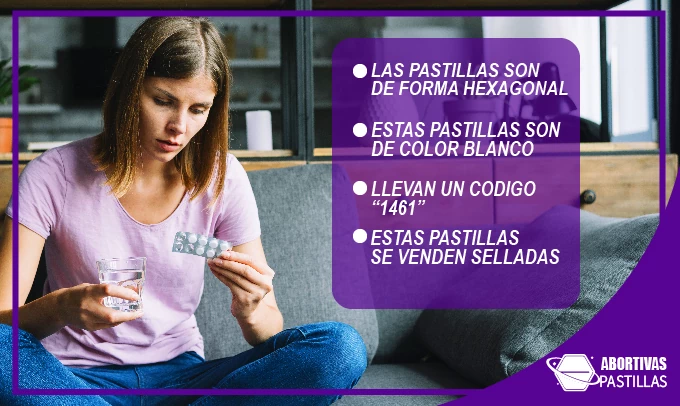 LAS PASTILLAS SON
DE FORMA HEXAGONAL
ESTAS PASTILLAS SON
DE COLOR BLANCO
LLEVAN UN CODIGO
“1461”
ESTAS PASTILLAS
SE VENDEN SELLADAS
ABORTIVAS
PASTILLAS